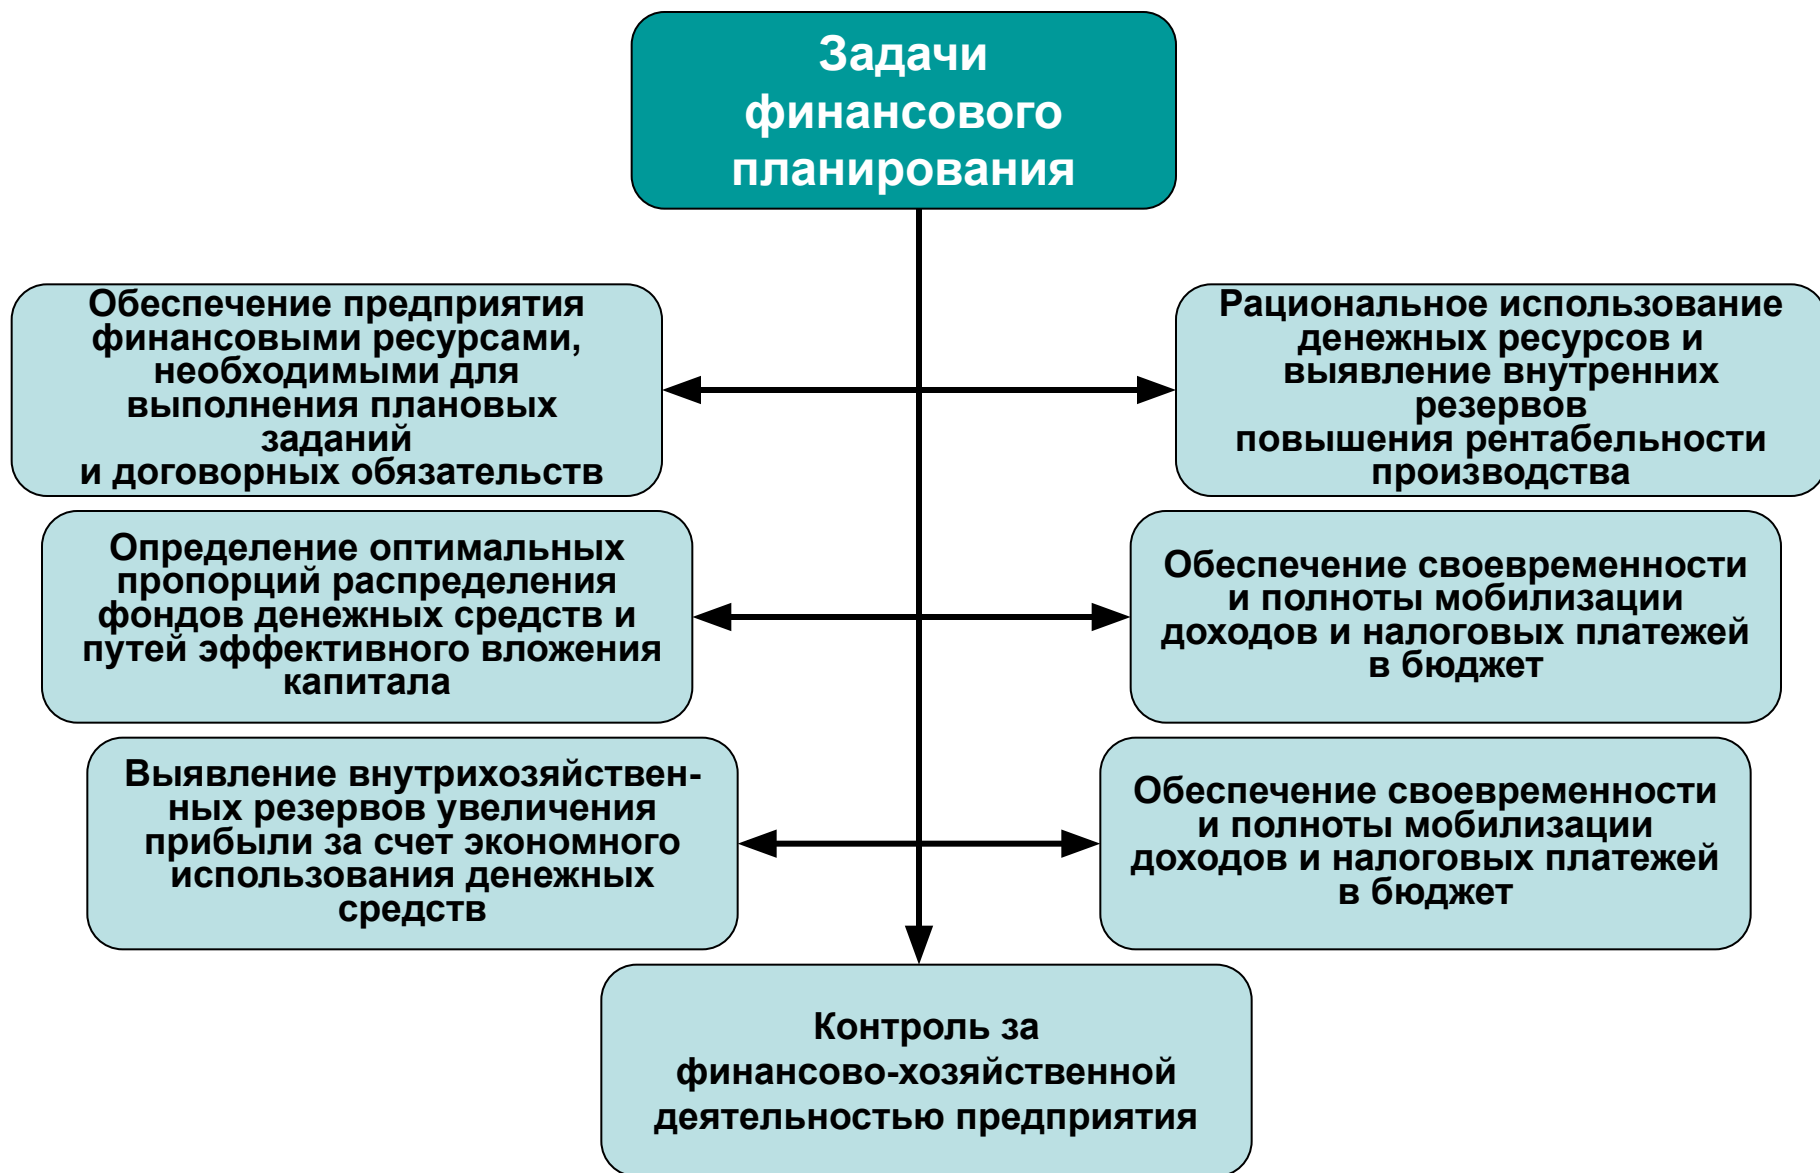 Задачи
финансового
планирования
Обеспечение предприятия
финансовыми ресурсами,
необходимыми для
выполнения плановых
заданий
и договорных обязательств
Рациональное использование
денежных ресурсов и
выявление внутренних
резервов
повышения рентабельности
производства
Определение оптимальных
пропорций распределения
фондов денежных средств и
путей эффективного вложения
капитала
Обеспечение своевременности
и полноты мобилизации
доходов и налоговых платежей
в бюджет
Выявление внутрихозяйствен-
ных резервов увеличения
прибыли за счет экономного
использования денежных
средств
Обеспечение своевременности
и полноты мобилизации
доходов и налоговых платежей
в бюджет
Контроль за
финансово-хозяйственной
деятельностью предприятия